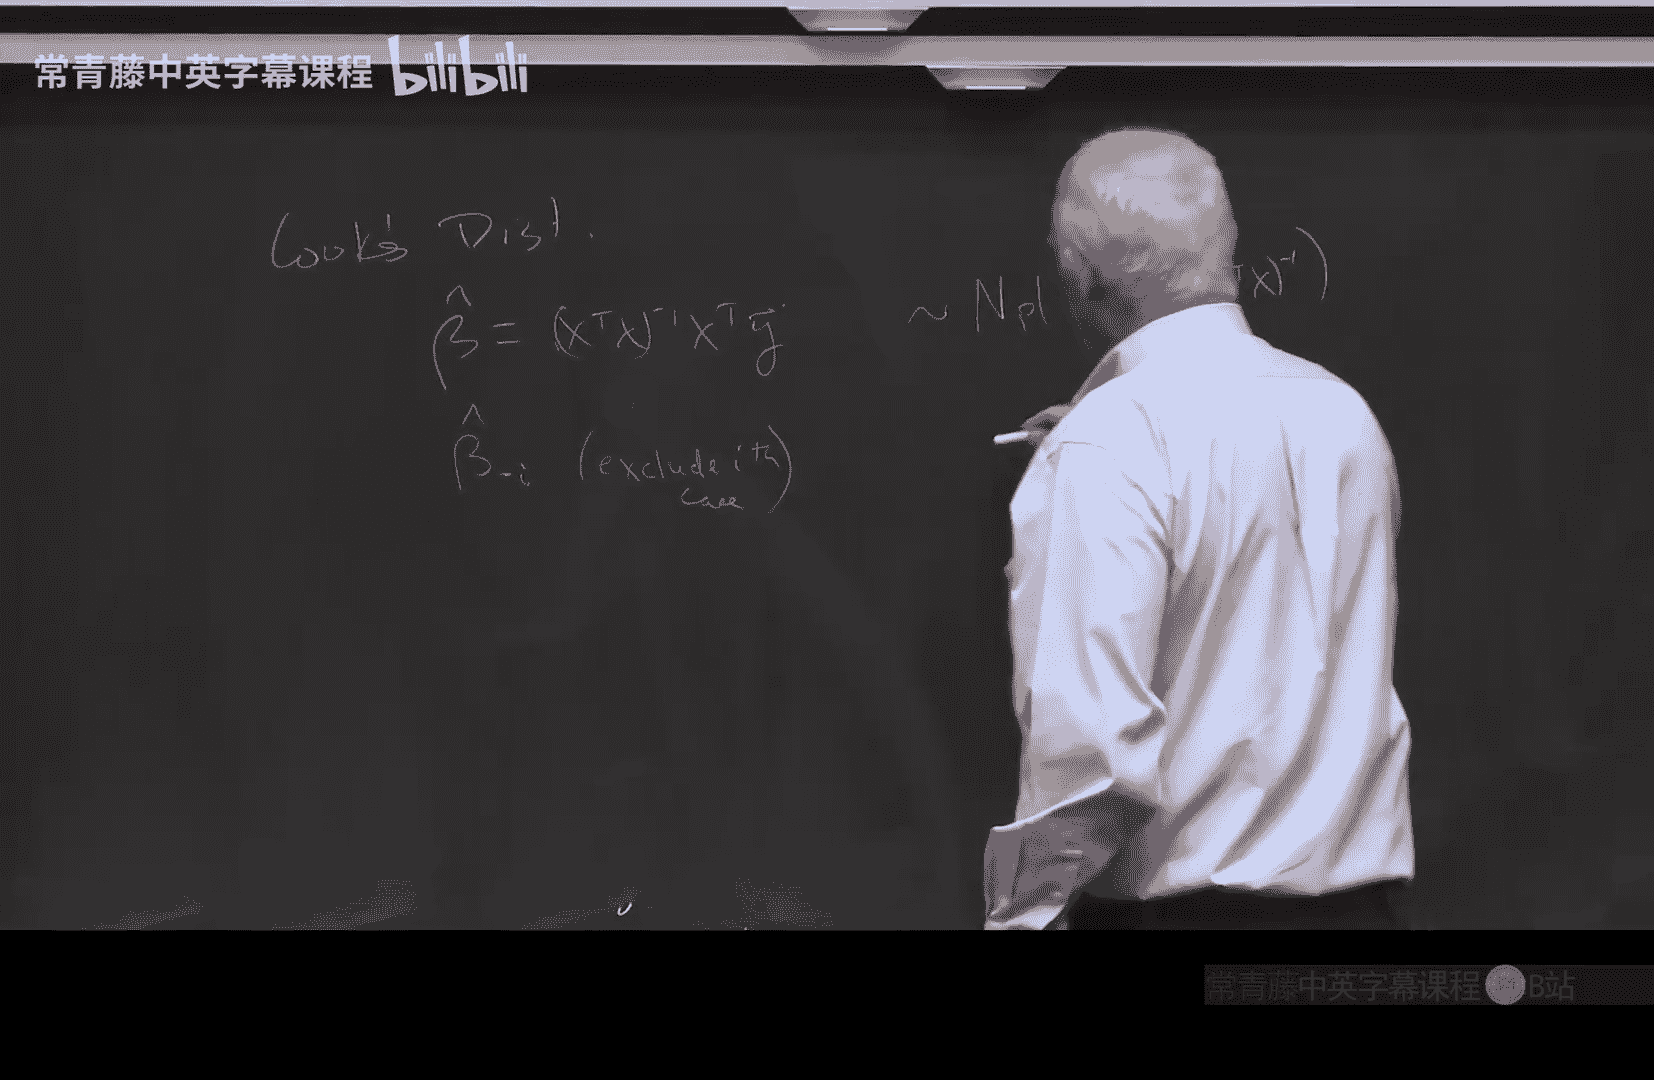 常青藤中英字幕课程 bilibili
Cook's Dist.
β̂ = (XᵀX)⁻¹Xᵀy̲ ~ Np( ᵀX)⁻¹)
β̂₋ᵢ (exclude ith
case)
常青藤中英字幕课程 B站